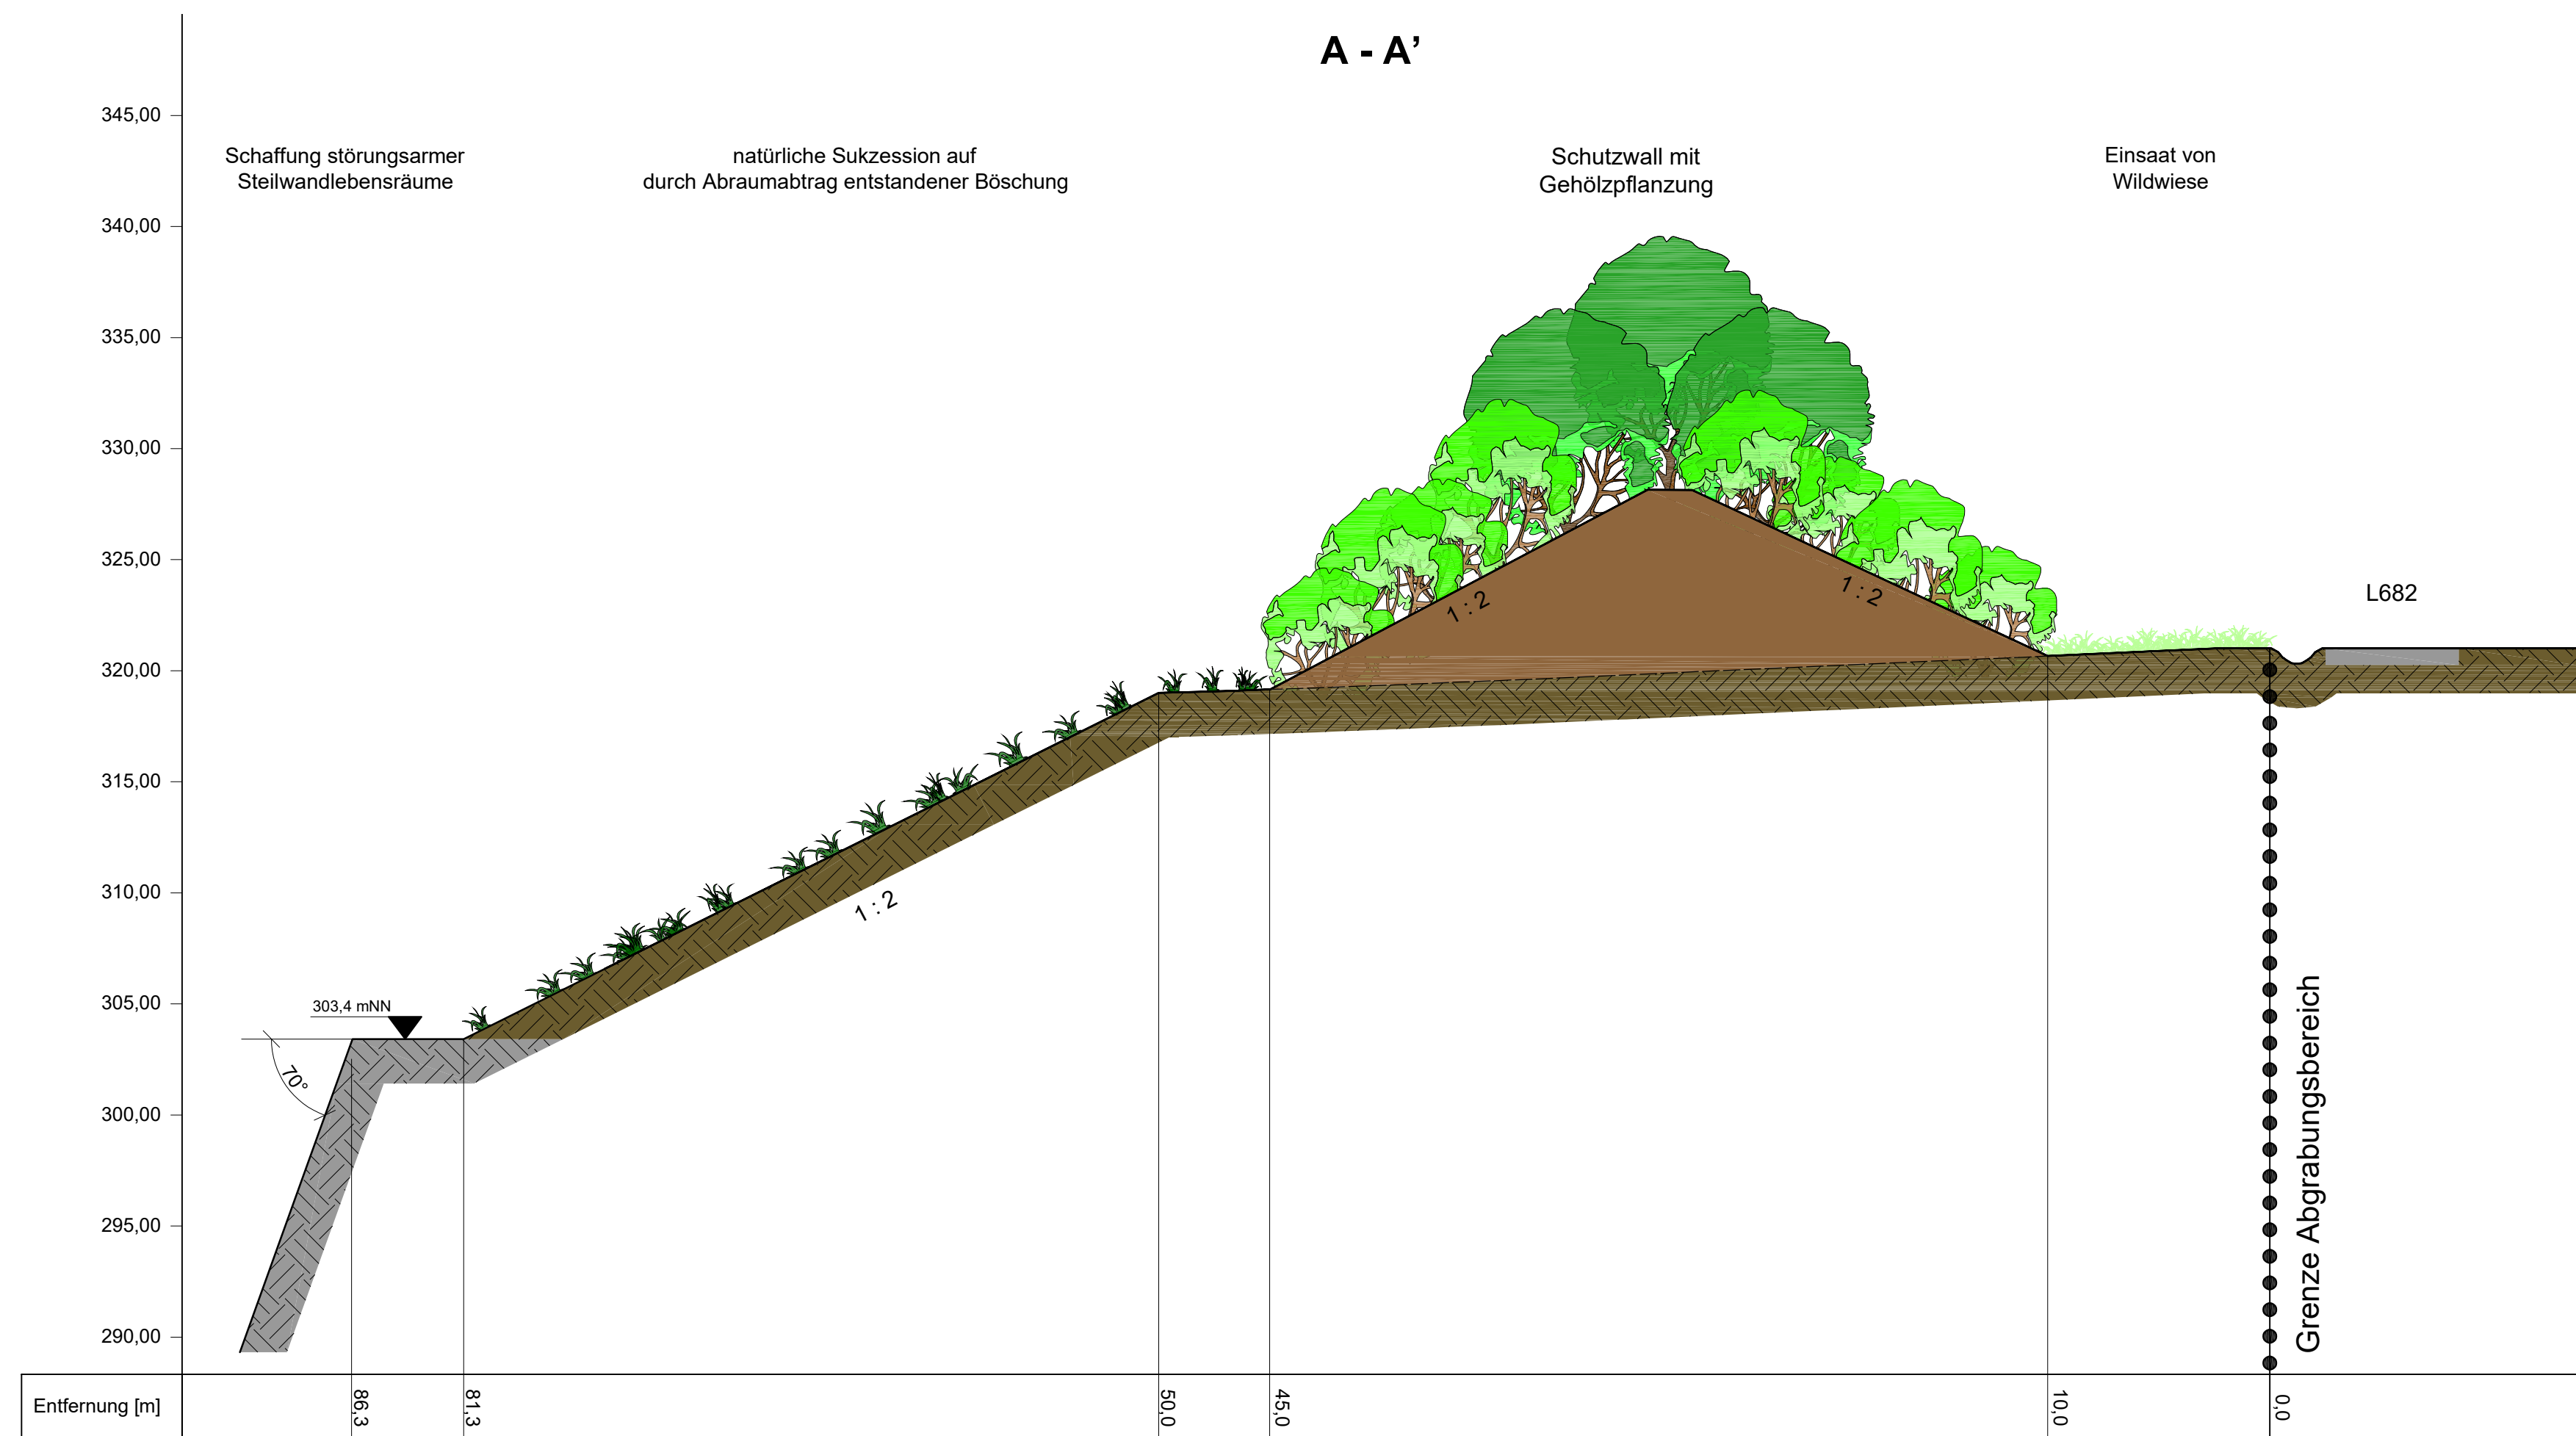 A - A’
345,00
Schaffung störungsarmer
Steilwandlebensräume
natürliche Sukzession auf
durch Abraumabtrag entstandener Böschung
Schutzwall mit
Gehölzpflanzung
Einsaat von
Wildwiese
340,00
335,00
330,00
325,00
1 : 2
1 : 2
L682
320,00
315,00
310,00
1 : 2
305,00
303,4 mNN
70°
300,00
295,00
290,00
Grenze Abgrabungsbereich
Entfernung [m]
86,3
81,3
50,0
45,0
10,0
0,0